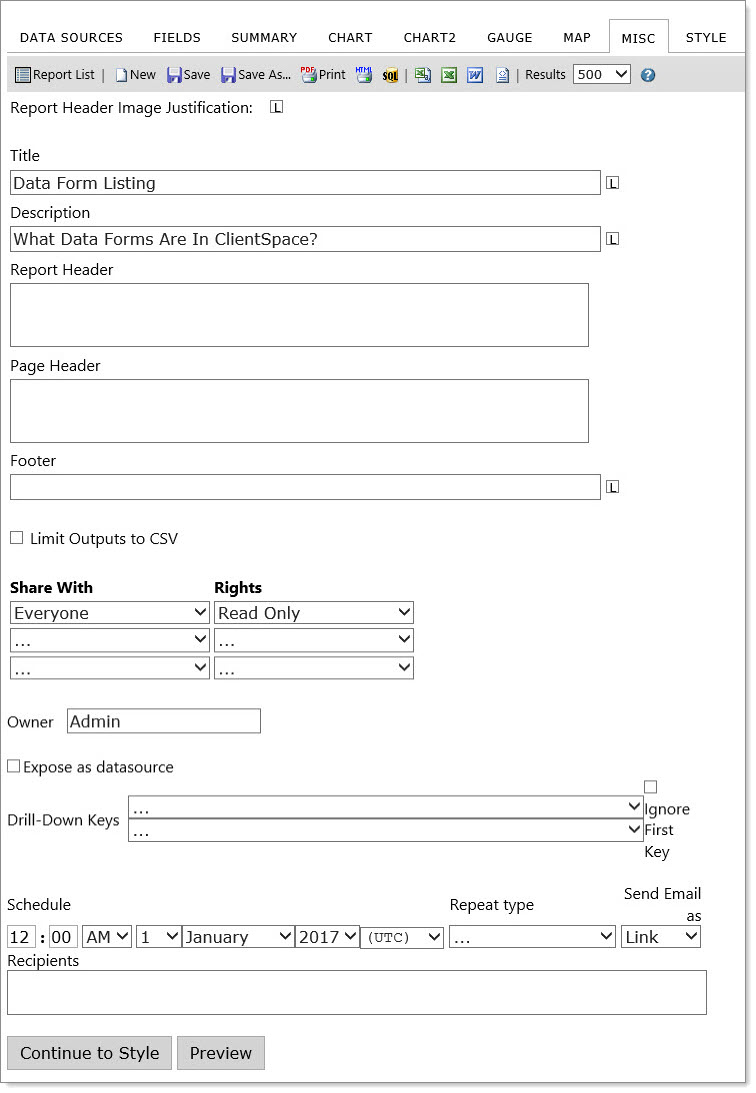 DATA SOURCES FIELDS SUMMARY CHART CHART2 GAUGE MAP MISC STYLE
Report List | New Save Save As... PDF Print HTML SQL | W | Results 500 ?
Report Header Image Justification: L
Title
Data Form Listing L
Description
What Data Forms Are In ClientSpace? L
Report Header
Page Header
Footer
L
Limit Outputs to CSV
Share With Rights
Everyone Read Only
... ...
... ...
Owner Admin
Expose as datasource
Drill-Down Keys ...
...
Ignore
First
Key
Schedule Repeat type Send Email
as
12 : 00 AM 1 January 2017 (UTC) ... Link
Recipients
Continue to Style Preview